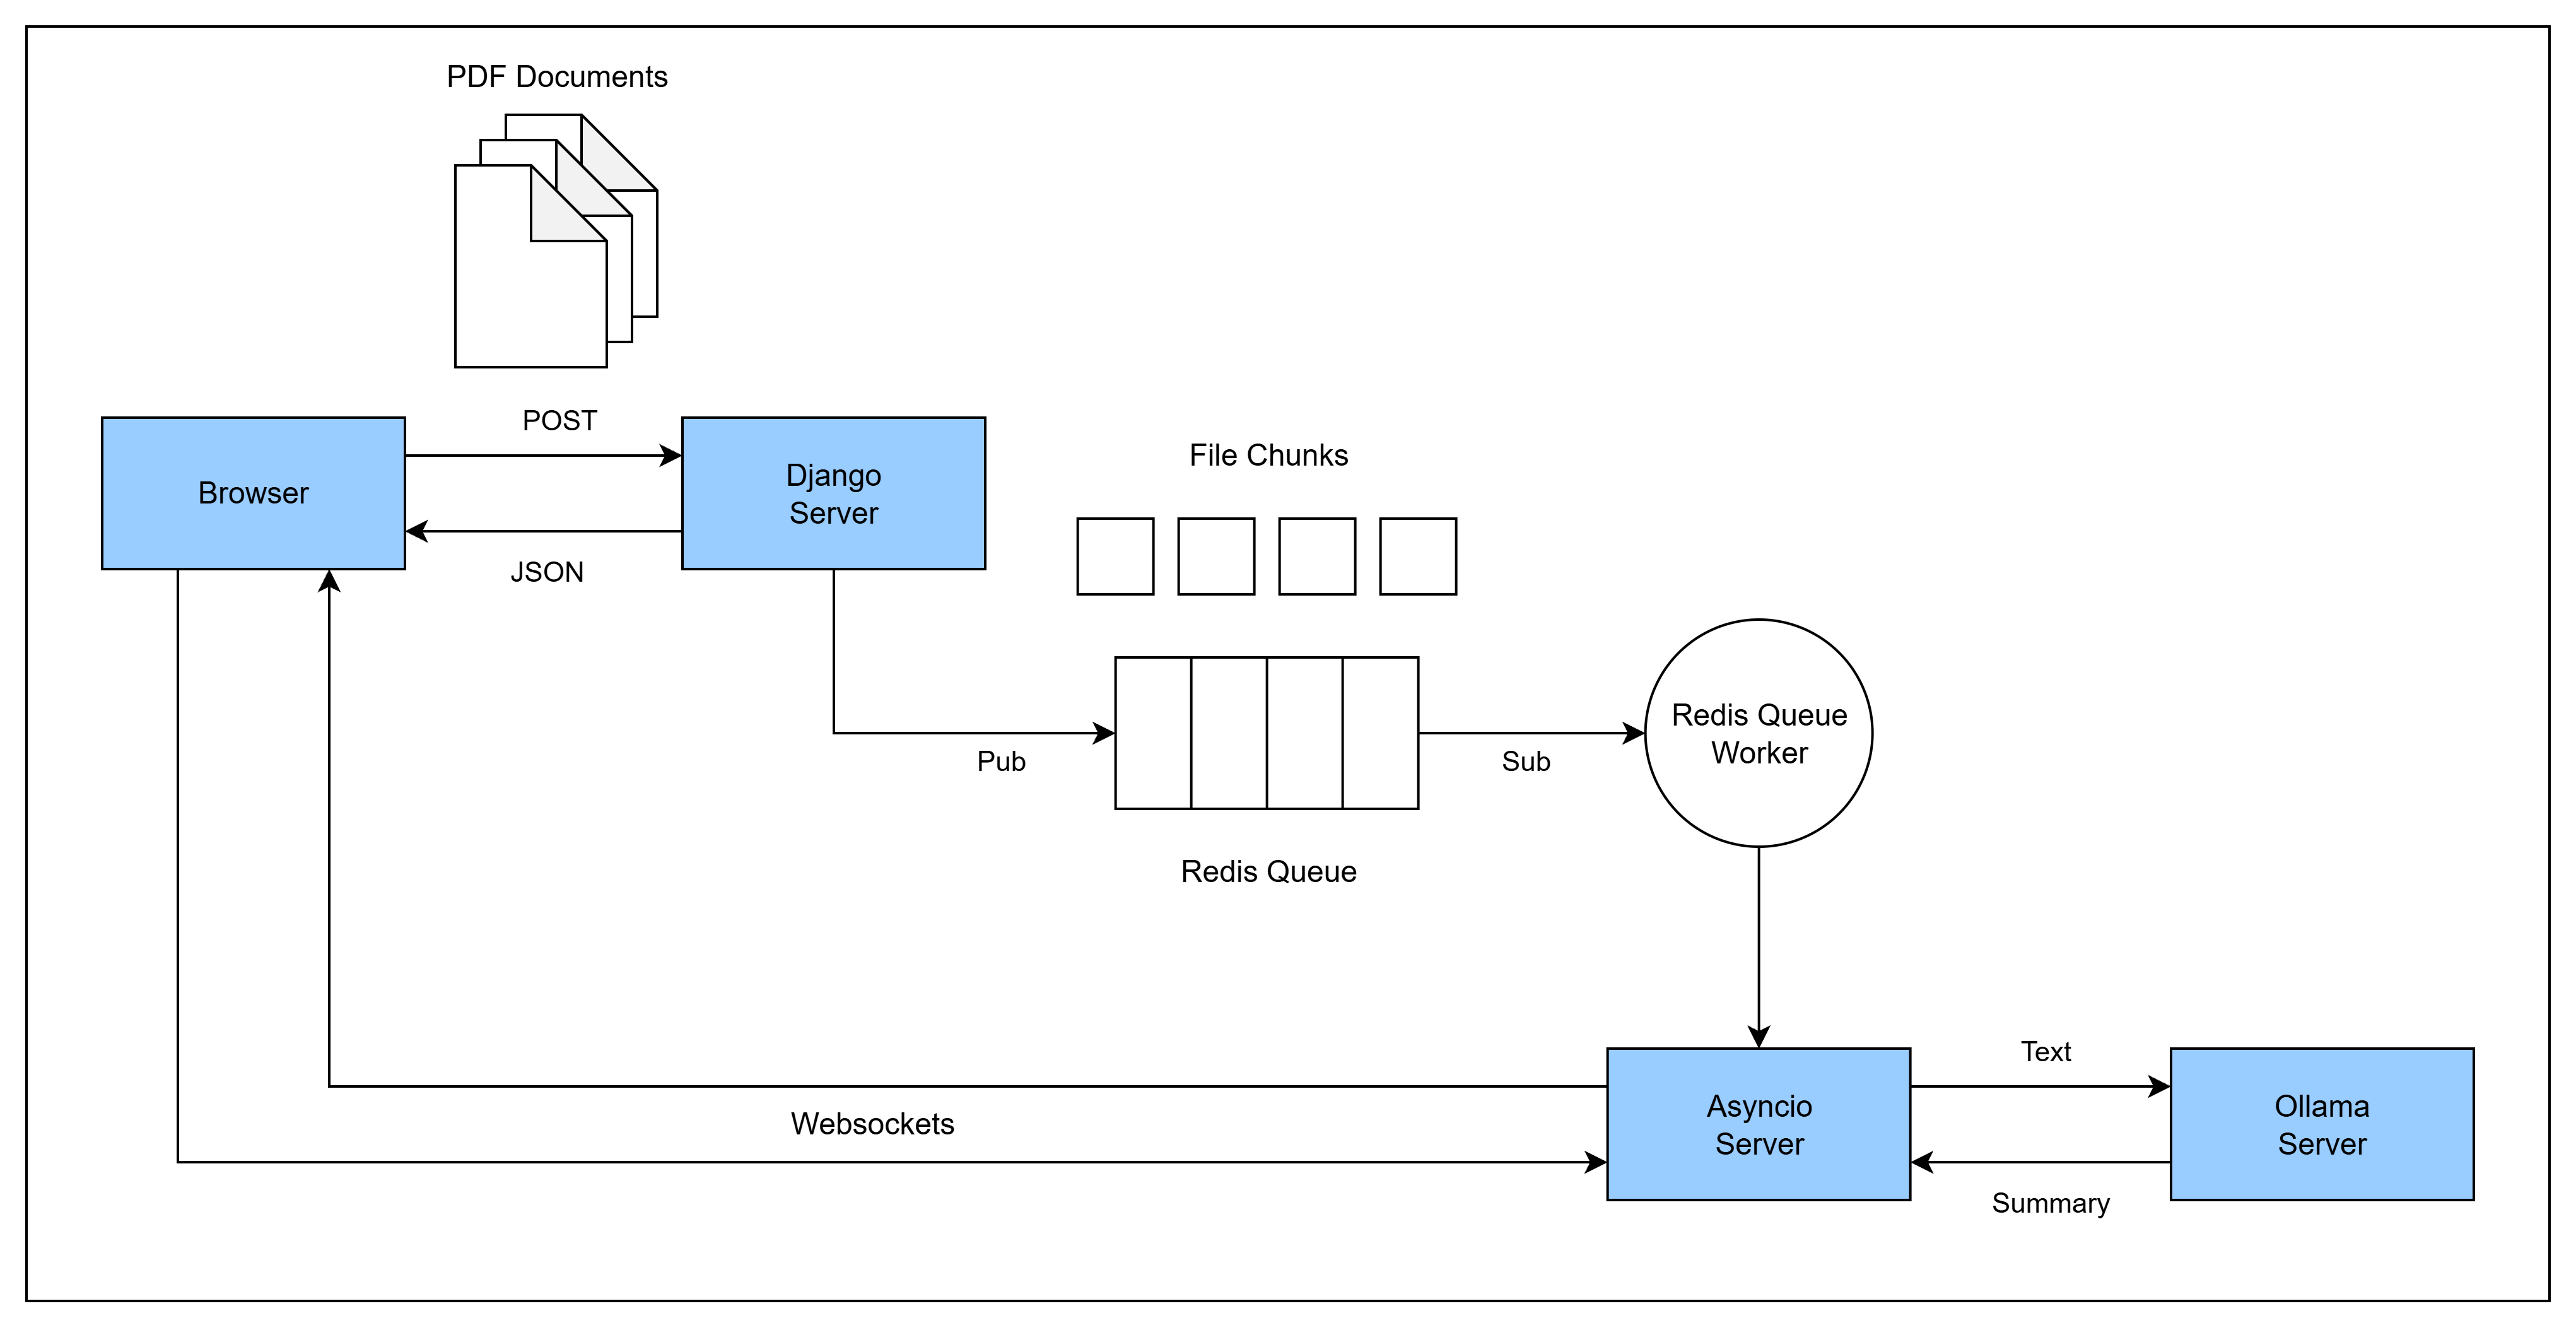 PDF Documents
POST
Browser
Django
Server
JSON
File Chunks
Redis Queue
Worker
Pub
Sub
Redis Queue
Text
Asyncio
Server
Ollama
Server
Websockets
Summary